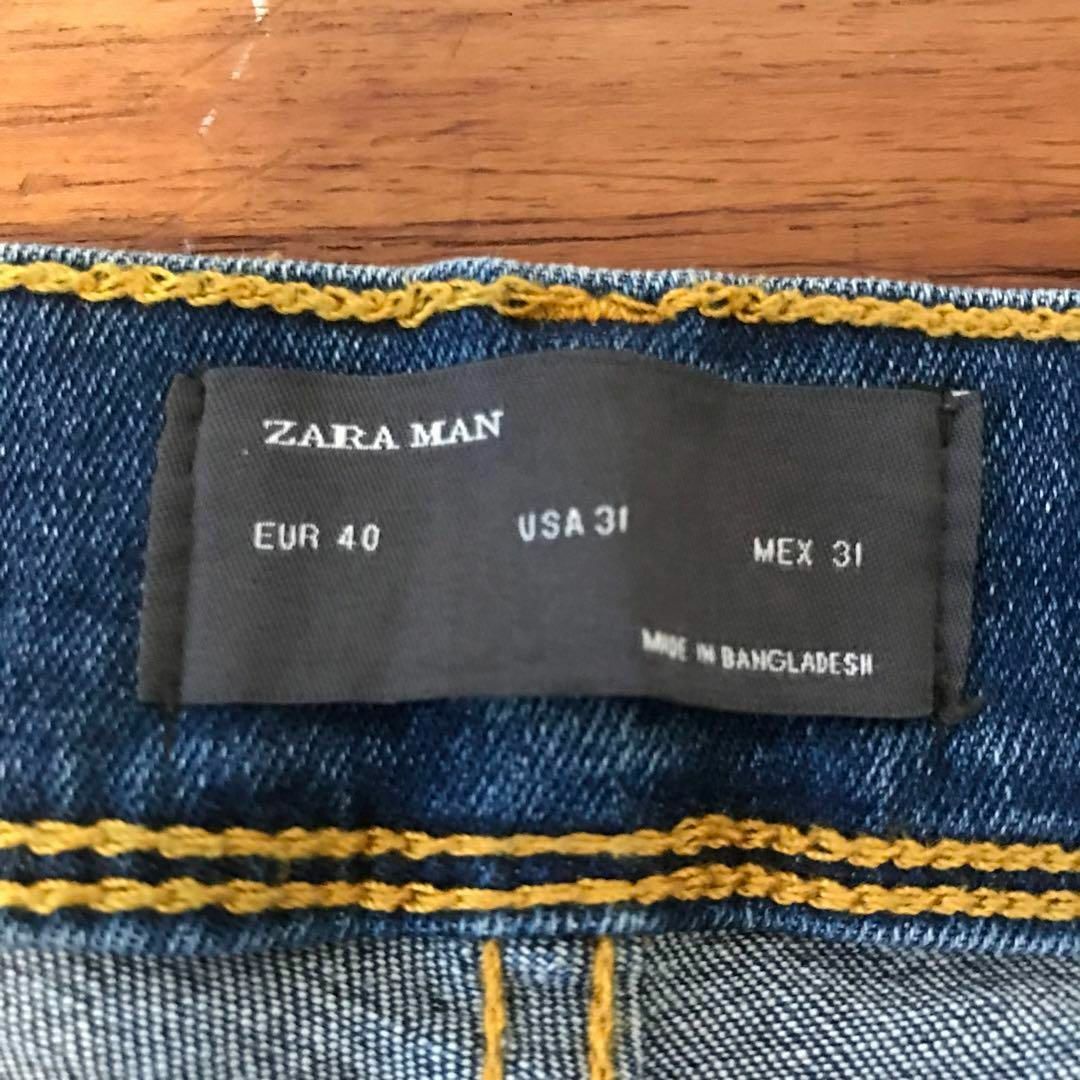 ZARA MAN
EUR 40 USA 31 MEX 31
MADE IN BANGLADESH